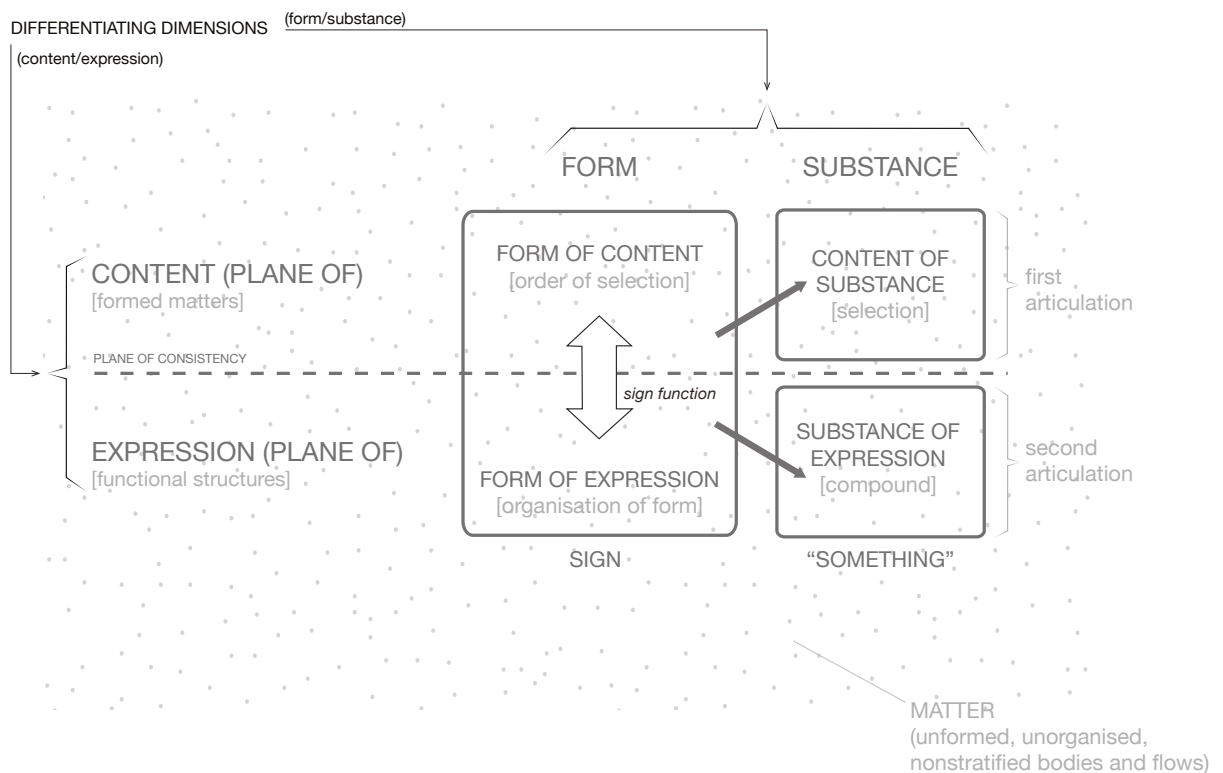 DIFFERENTIATING DIMENSIONS
(form/substance)
(content/expression)
FORM
SUBSTANCE
CONTENT (PLANE OF)
[formed matters]
FORM OF CONTENT
[order of selection]
CONTENT OF
SUBSTANCE
[selection]
first
articulation
PLANE OF CONSISTENCY
sign function
EXPRESSION (PLANE OF)
[functional structures]
FORM OF EXPRESSION
[organisation of form]
SUBSTANCE OF
EXPRESSION
[compound]
second
articulation
SIGN
“SOMETHING”
MATTER
(unformed, unorganised,
nonstratified bodies and flows)